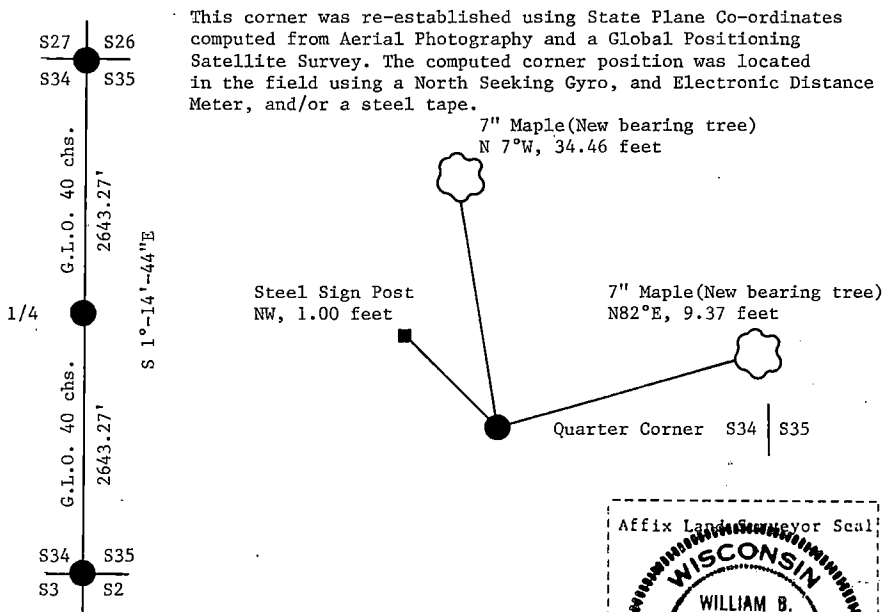 This corner was re-established using State Plane Co-ordinates
computed from Aerial Photography and a Global Positioning
Satellite Survey. The computed corner position was located
in the field using a North Seeking Gyro, and Electronic Distance
Meter, and/or a steel tape.
S27 S26
S34 S35
G.L.O. 40 chs.
2643.27'
1/4
S 1°-14'-44"E
G.L.O. 40 chs.
2643.27'
S34 S35
S3 S2
7" Maple(New bearing tree)
N 7°W, 34.46 feet
Steel Sign Post
NW, 1.00 feet
7" Maple(New bearing tree)
N82°E, 9.37 feet
Quarter Corner S34 S35
Affix Land Surveyor Seal
WISCONSIN
WILLIAM B.